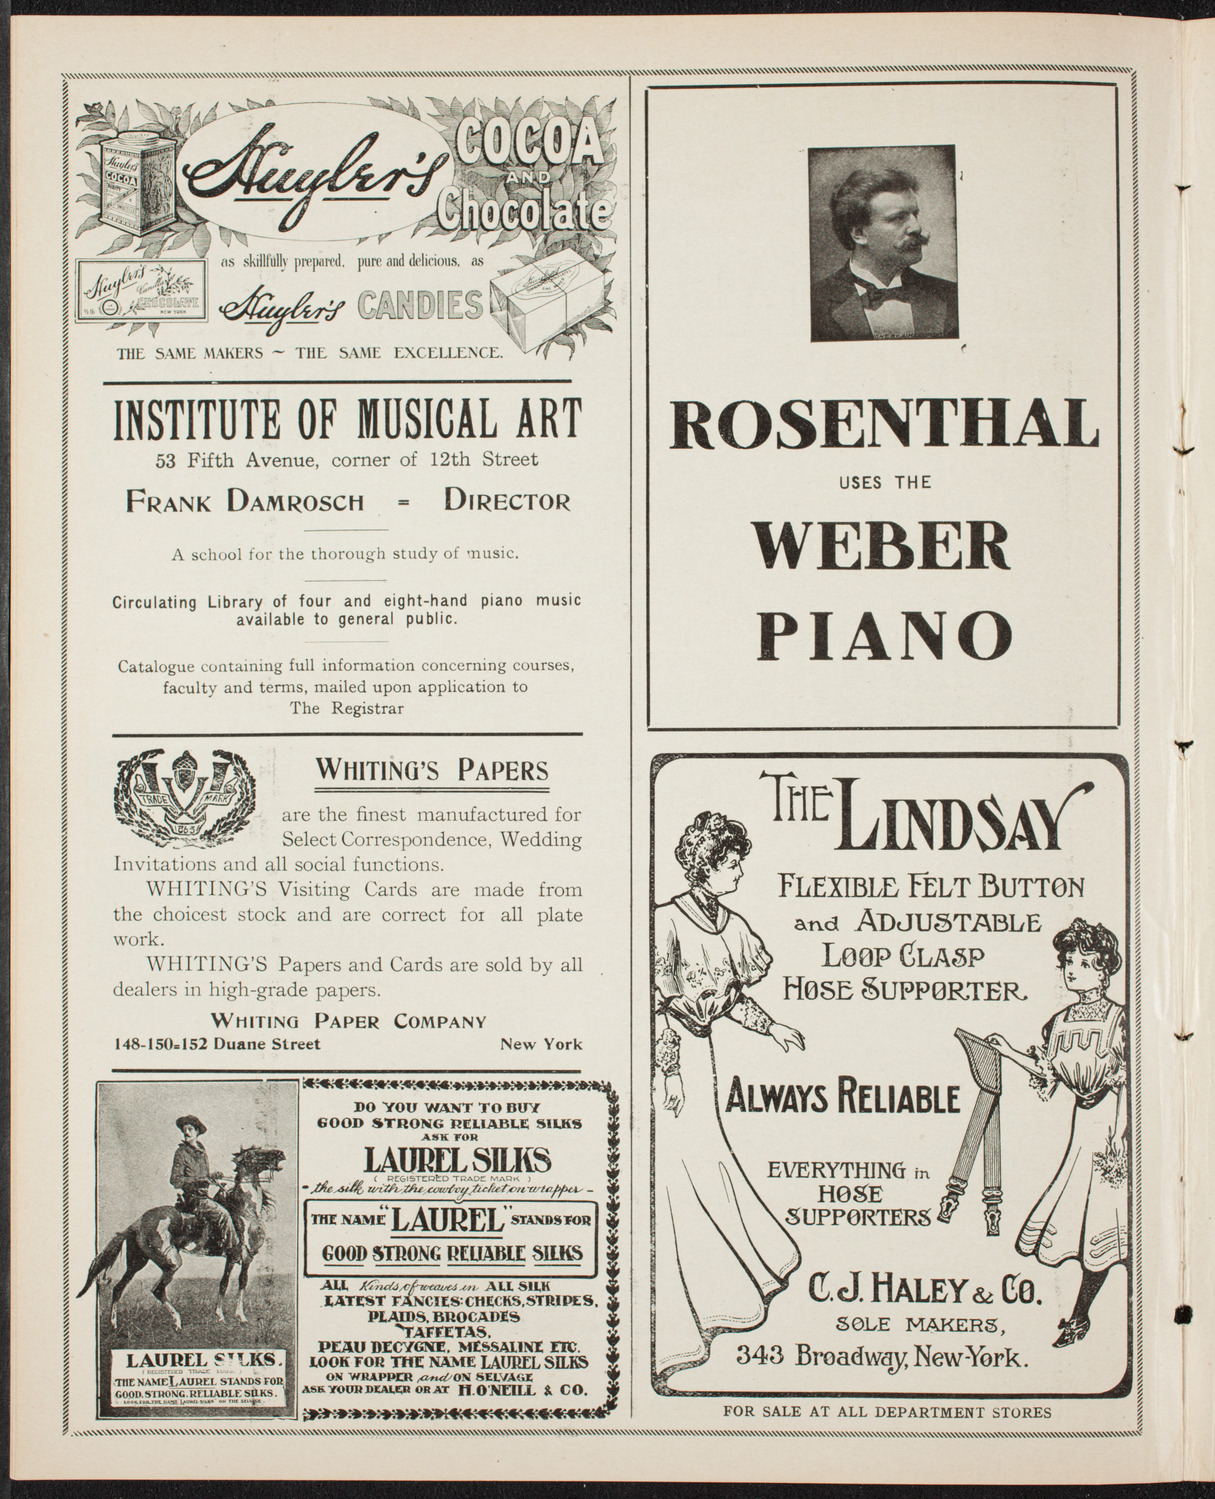 Huyler's
COCOA
AND
Chocolate
Huyler's
COCOA
as skillfully prepared, pure and delicious, as
Huyler's
CHOCOLATE
NEW YORK
Huyler's CANDIES
THE SAME MAKERS ~ THE SAME EXCELLENCE.
INSTITUTE OF MUSICAL ART
53 Fifth Avenue, corner of 12th Street
FRANK DAMROSCH = DIRECTOR
A school for the thorough study of music.
Circulating Library of four and eight-hand piano music
available to general public.
Catalogue containing full information concerning courses,
faculty and terms, mailed upon application to
The Registrar
TRADE MARK
1865
WHITING'S PAPERS
are the finest manufactured for
Select Correspondence, Wedding
Invitations and all social functions.
WHITING'S Visiting Cards are made from
the choicest stock and are correct for all plate
work.
WHITING'S Papers and Cards are sold by all
dealers in high-grade papers.
WHITING PAPER COMPANY
148-150=152 Duane Street New York
LAUREL SILKS.
THE NAME LAUREL STANDS FOR
GOOD. STRONG. RELIABLE SILKS.
DO YOU WANT TO BUY
GOOD STRONG RELIABLE SILKS
ASK FOR
LAUREL SILKS
( REGISTERED TRADE MARK )
- the silk with the cowboy ticket on wrapper -
THE NAME "LAUREL" STANDS FOR
GOOD STRONG RELIABLE SILKS
ALL Kinds of weaves in ALL SILK
LATEST FANCIES: CHECKS, STRIPES,
PLAIDS, BROCADES
TAFFETAS,
PEAU DECYGNE, MESSALINE ETC.
LOOK FOR THE NAME LAUREL SILKS
ON WRAPPER and ON SELVAGE
ASK YOUR DEALER OR AT H. O'NEILL & CO.
ROSENTHAL
USES THE
WEBER
PIANO
THE LINDSAY
FLEXIBLE FELT BUTTON
and ADJUSTABLE
LOOP CLASP
HOSE SUPPORTER.
ALWAYS RELIABLE
EVERYTHING in
HOSE
SUPPORTERS
C. J. HALEY & CO.
SOLE MAKERS,
343 Broadway, New-York.
FOR SALE AT ALL DEPARTMENT STORES